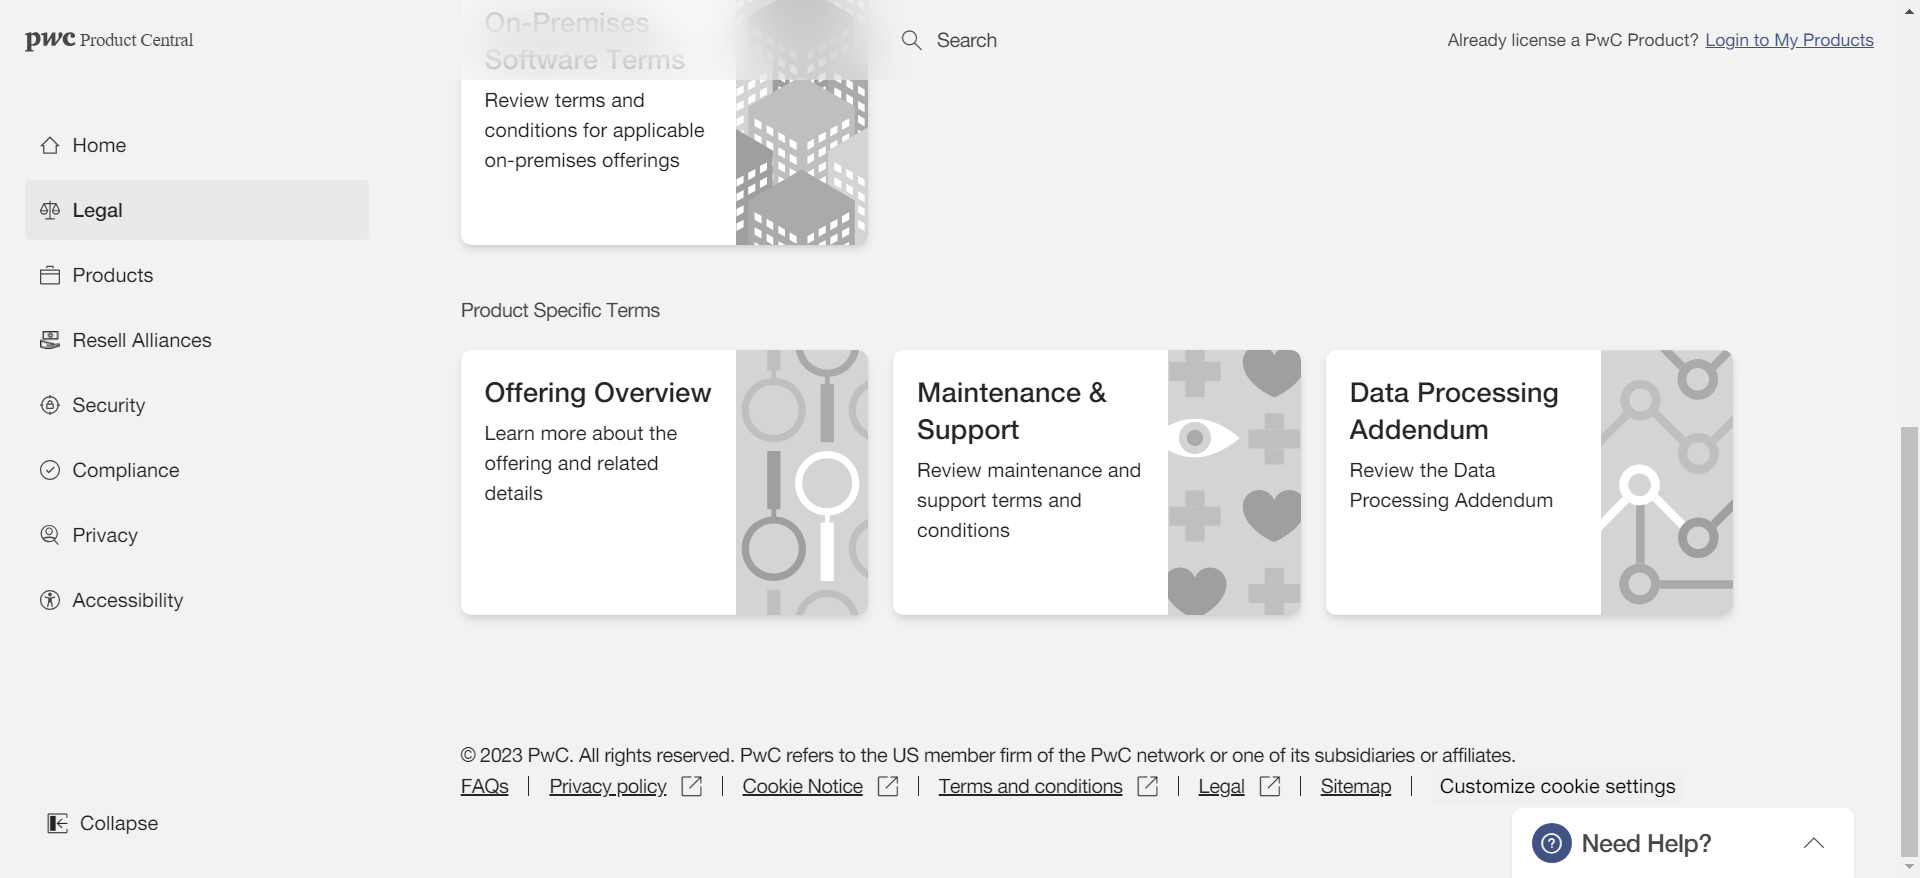 On-Premises
Software Terms
pwc Product Central
Search
Already license a PwC Product? Login to My Products
Review terms and
conditions for applicable
on-premises offerings
Home
Legal
Products
Resell Alliances
Security
Compliance
Privacy
Accessibility
Product Specific Terms
Offering Overview
Learn more about the
offering and related
details
Maintenance &
Support
Review maintenance and
support terms and
conditions
Data Processing
Addendum
Review the Data
Processing Addendum
© 2023 PwC. All rights reserved. PwC refers to the US member firm of the PwC network or one of its subsidiaries or affiliates.
FAQs | Privacy policy | Cookie Notice | Terms and conditions | Legal | Sitemap | Customize cookie settings
Collapse
Need Help?